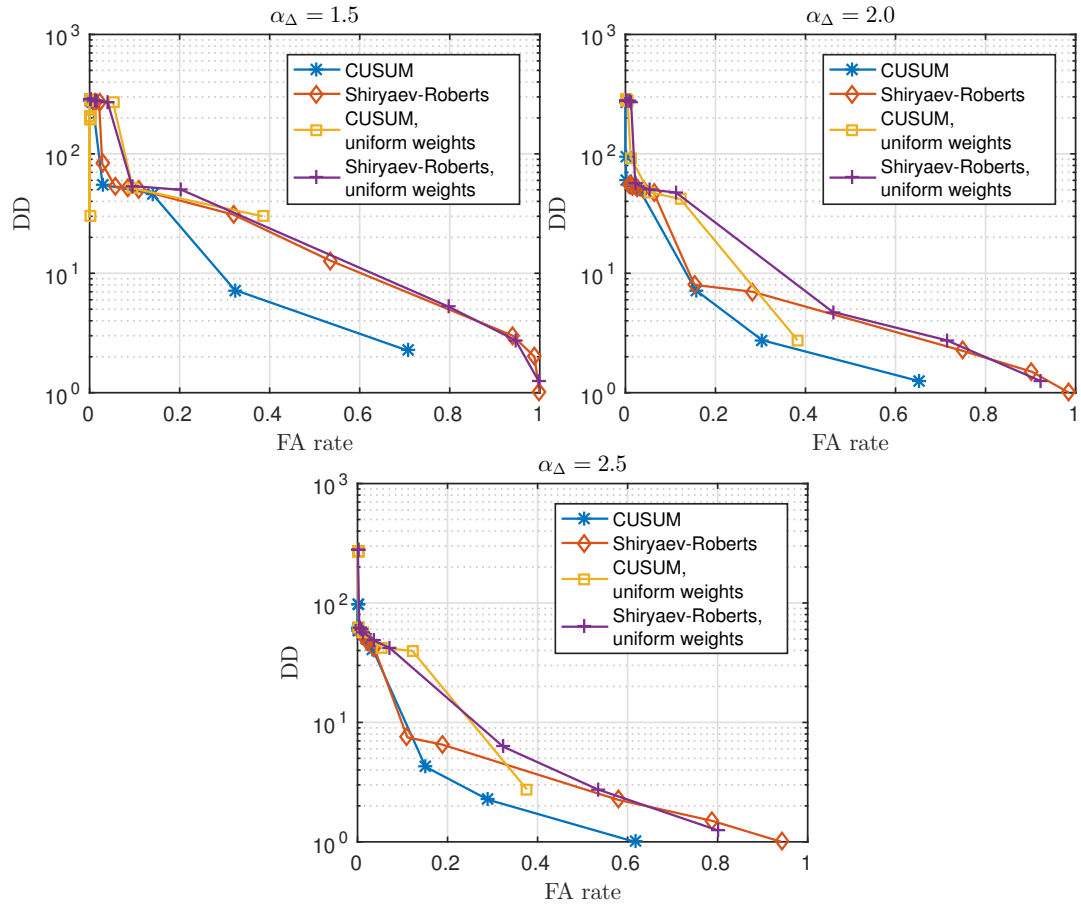 α_Δ = 1.5
10^3
10^2
10^1
10^0
DD
0
0.2
0.4
0.6
0.8
1
FA rate
CUSUM
Shiryaev-Roberts
CUSUM,
uniform weights
Shiryaev-Roberts,
uniform weights
α_Δ = 2.0
10^3
10^2
10^1
10^0
DD
0
0.2
0.4
0.6
0.8
1
FA rate
CUSUM
Shiryaev-Roberts
CUSUM,
uniform weights
Shiryaev-Roberts,
uniform weights
α_Δ = 2.5
10^3
10^2
10^1
10^0
DD
0
0.2
0.4
0.6
0.8
1
FA rate
CUSUM
Shiryaev-Roberts
CUSUM,
uniform weights
Shiryaev-Roberts,
uniform weights